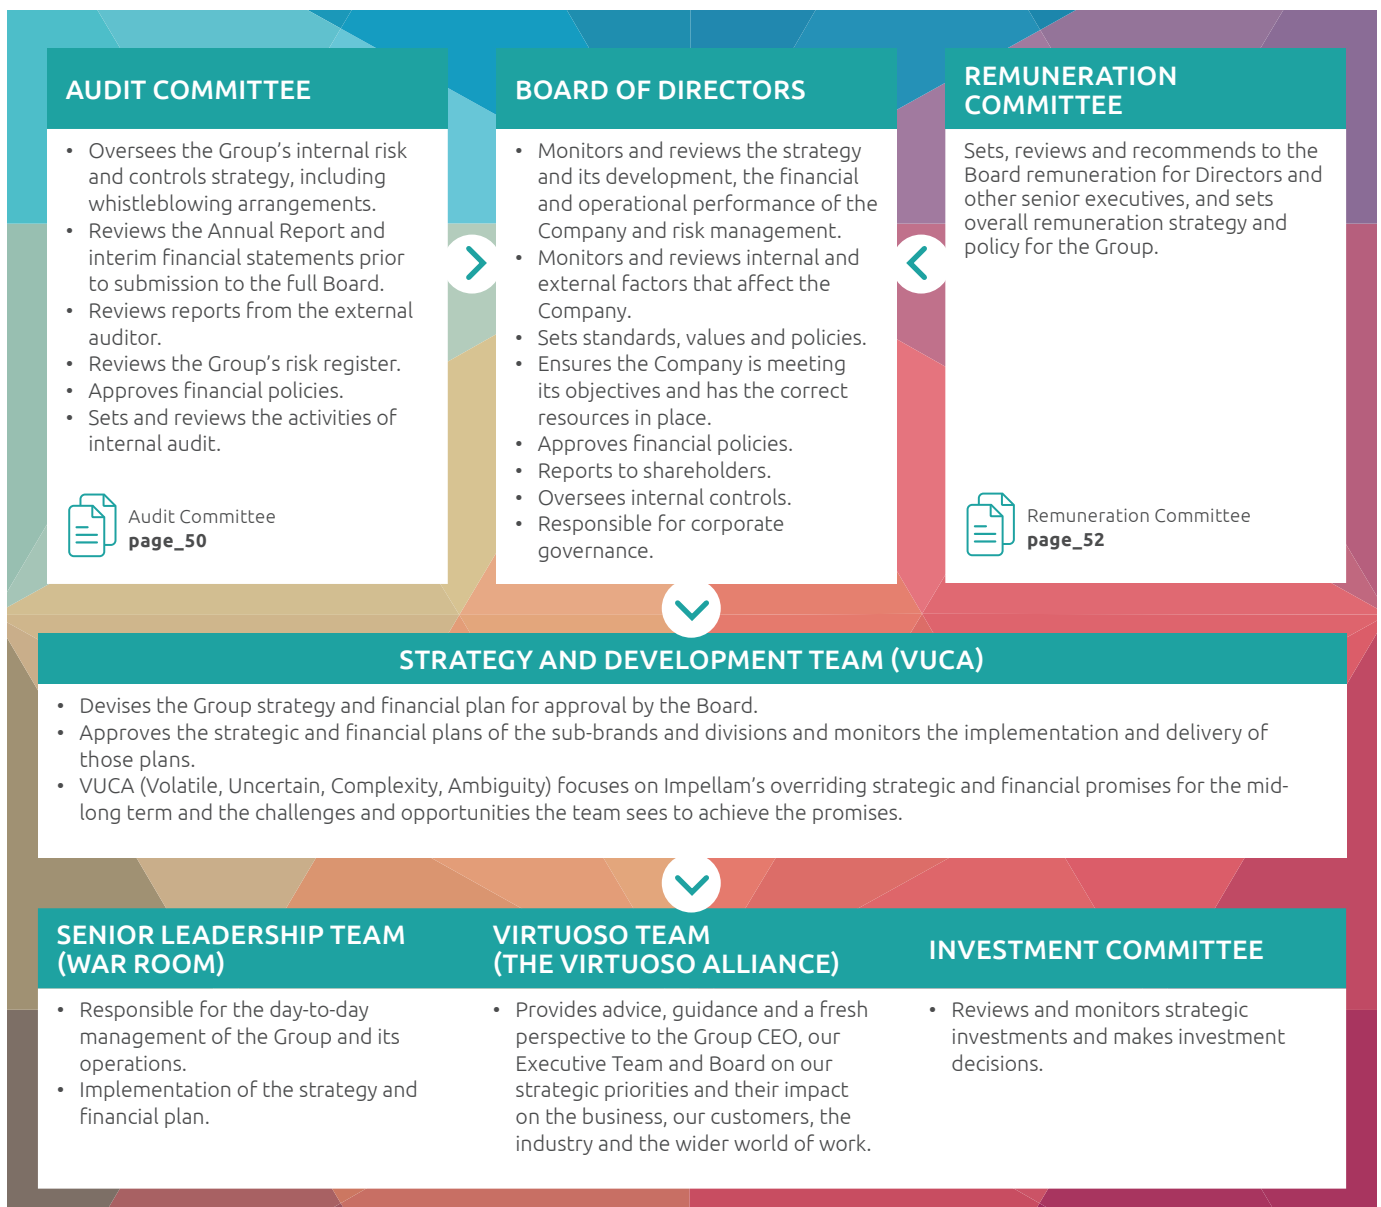 AUDIT COMMITTEE
• Oversees the Group’s internal risk
and controls strategy, including
whistleblowing arrangements.
• Reviews the Annual Report and
interim financial statements prior
to submission to the full Board.
• Reviews reports from the external
auditor.
• Reviews the Group’s risk register.
• Approves financial policies.
• Sets and reviews the activities of
internal audit.
Audit Committee
page_50
BOARD OF DIRECTORS
• Monitors and reviews the strategy
and its development, the financial
and operational performance of the
Company and risk management.
• Monitors and reviews internal and
external factors that affect the
Company.
• Sets standards, values and policies.
• Ensures the Company is meeting
its objectives and has the correct
resources in place.
• Approves financial policies.
• Reports to shareholders.
• Oversees internal controls.
• Responsible for corporate
governance.
REMUNERATION
COMMITTEE
Sets, reviews and recommends to the
Board remuneration for Directors and
other senior executives, and sets
overall remuneration strategy and
policy for the Group.
Remuneration Committee
page_52
STRATEGY AND DEVELOPMENT TEAM (VUCA)
• Devises the Group strategy and financial plan for approval by the Board.
• Approves the strategic and financial plans of the sub-brands and divisions and monitors the implementation and delivery of
those plans.
• VUCA (Volatile, Uncertain, Complexity, Ambiguity) focuses on Impellam’s overriding strategic and financial promises for the mid-
long term and the challenges and opportunities the team sees to achieve the promises.
SENIOR LEADERSHIP TEAM
(WAR ROOM)
• Responsible for the day-to-day
management of the Group and its
operations.
• Implementation of the strategy and
financial plan.
VIRTUOSO TEAM
(THE VIRTUOSO ALLIANCE)
• Provides advice, guidance and a fresh
perspective to the Group CEO, our
Executive Team and Board on our
strategic priorities and their impact
on the business, our customers, the
industry and the wider world of work.
INVESTMENT COMMITTEE
• Reviews and monitors strategic
investments and makes investment
decisions.